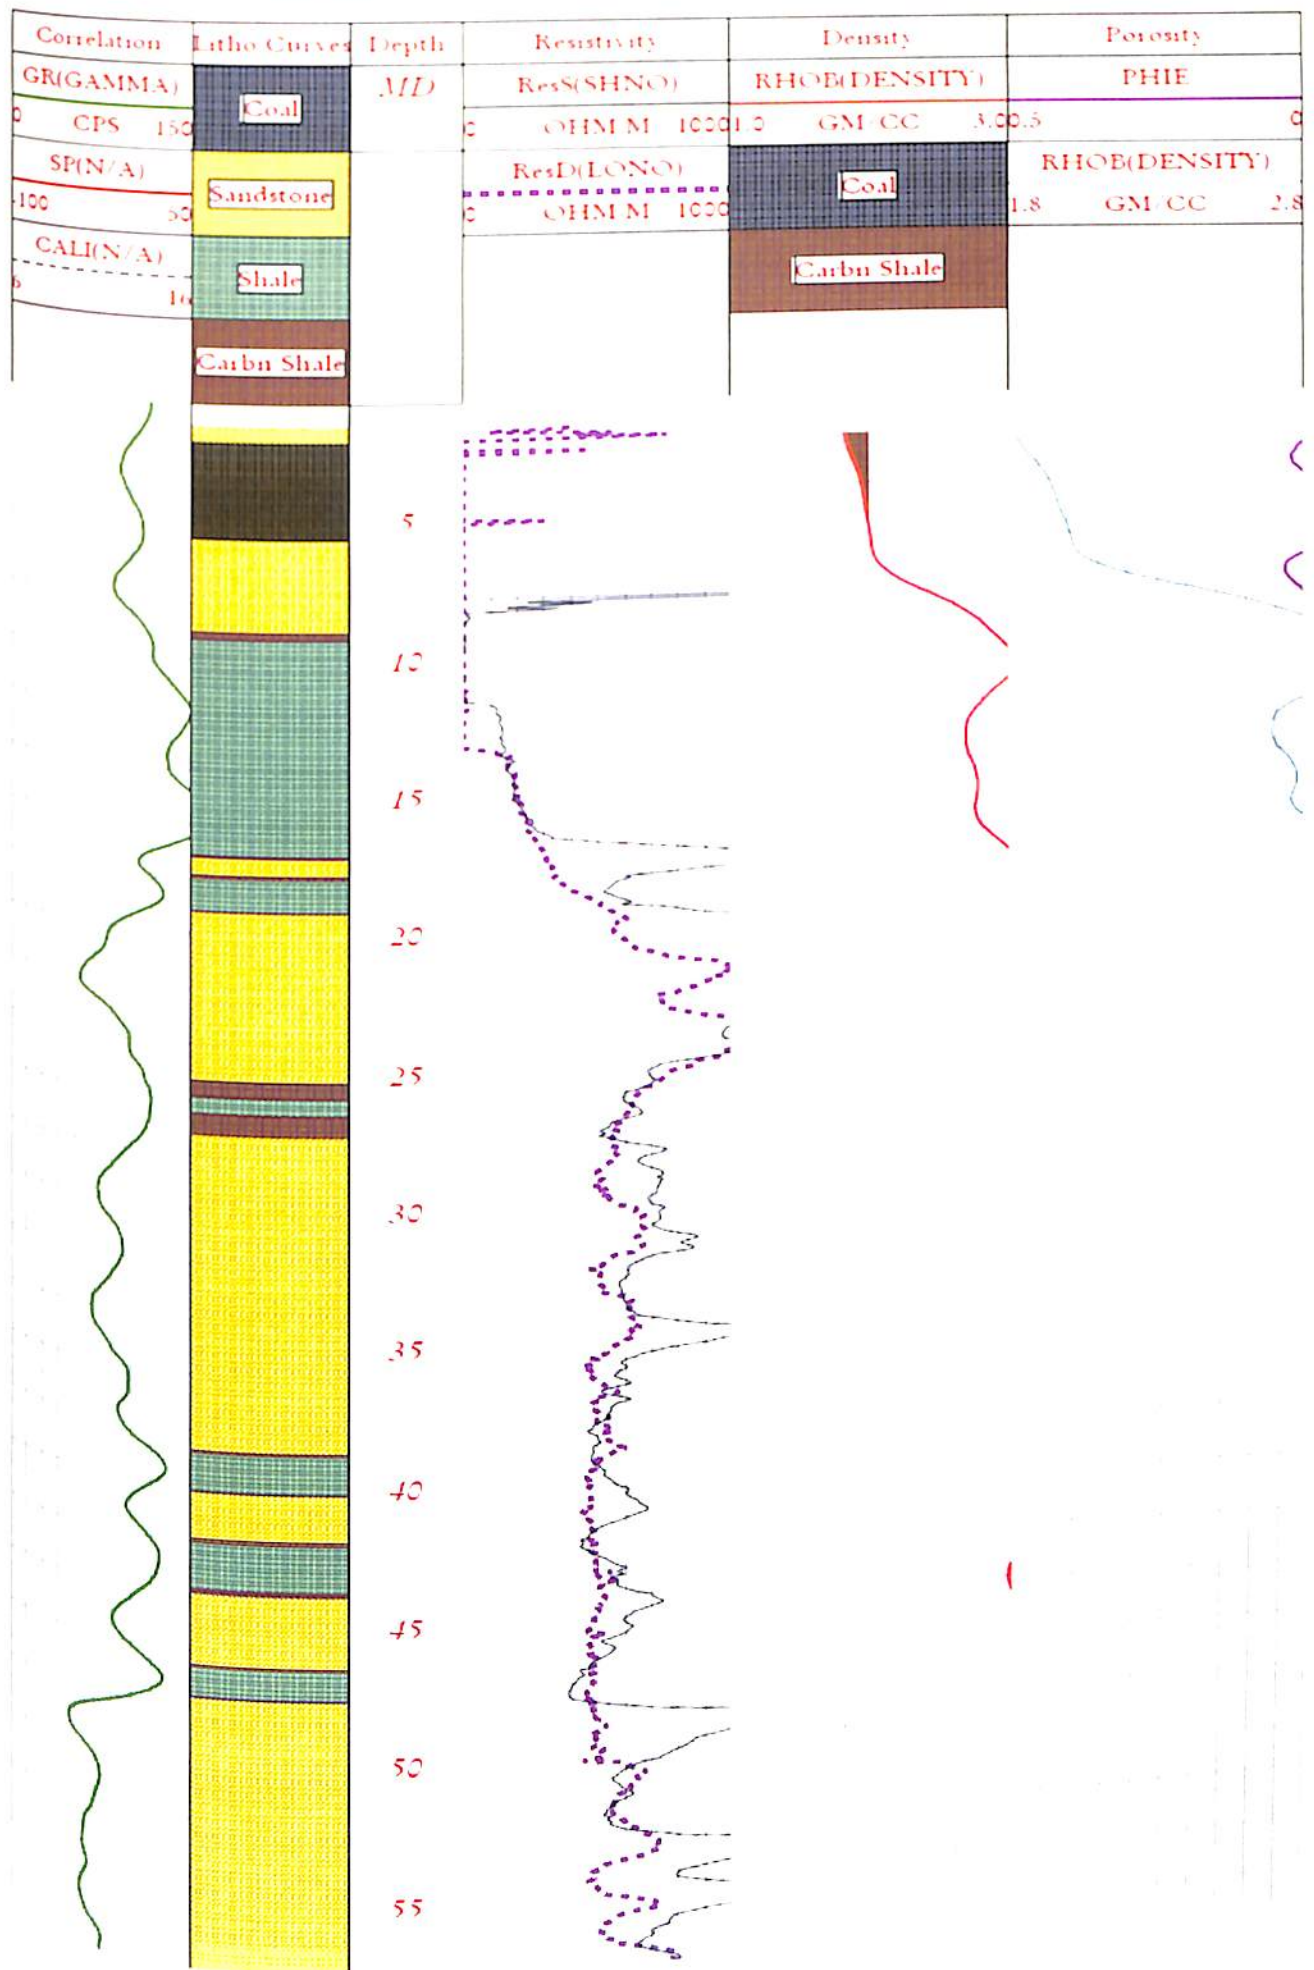 Correlation Litho Curves Depth Resistivity Density Porosity
GR(GAMMA) Coal MD ResS(SHNO) RHOB(DENSITY) PHIE
0 CPS 150 0 OHM M 1000 1.0 GM/CC 3.0 0.5 0
SP(N/A) Sandstone ResD(LONO) Coal RHOB(DENSITY)
-100 50 0 OHM M 1000 1.8 GM/CC 2.8
CALI(N/A) Shale Carbn Shale
6 16
Carbn Shale
5
10
15
20
25
30
35
40
45
50
55